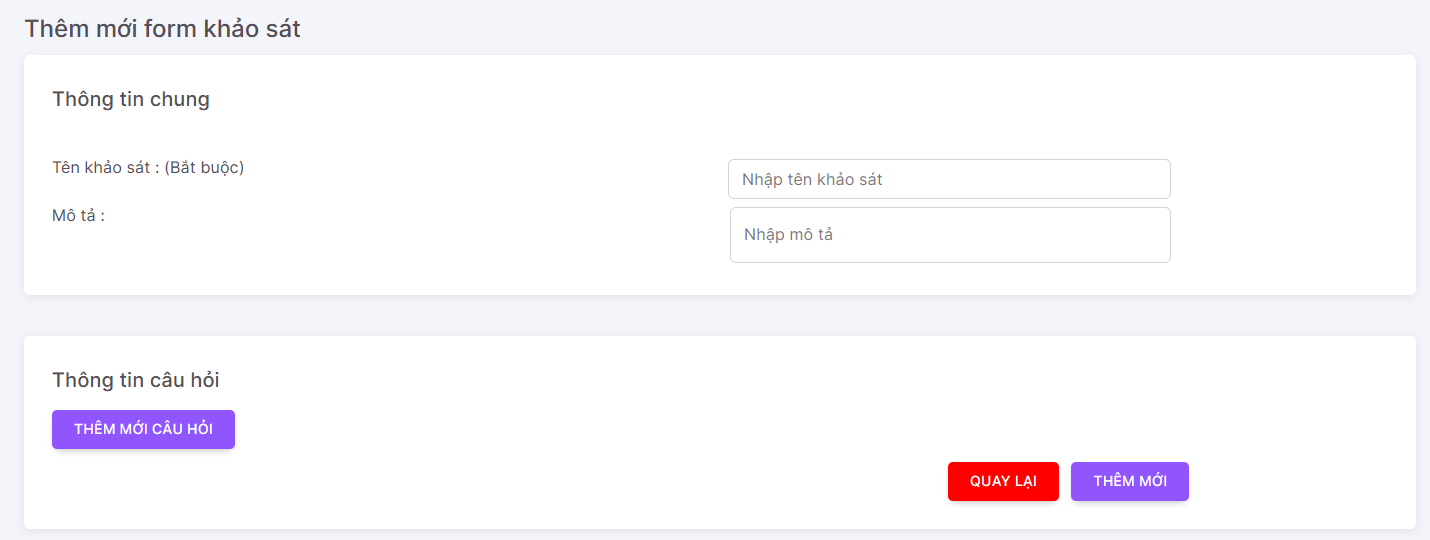 Thêm mới form khảo sát
Thông tin chung
Tên khảo sát : (Bắt buộc)
Nhập tên khảo sát
Mô tả :
Nhập mô tả
Thông tin câu hỏi
THÊM MỚI CÂU HỎI
QUAY LẠI
THÊM MỚI